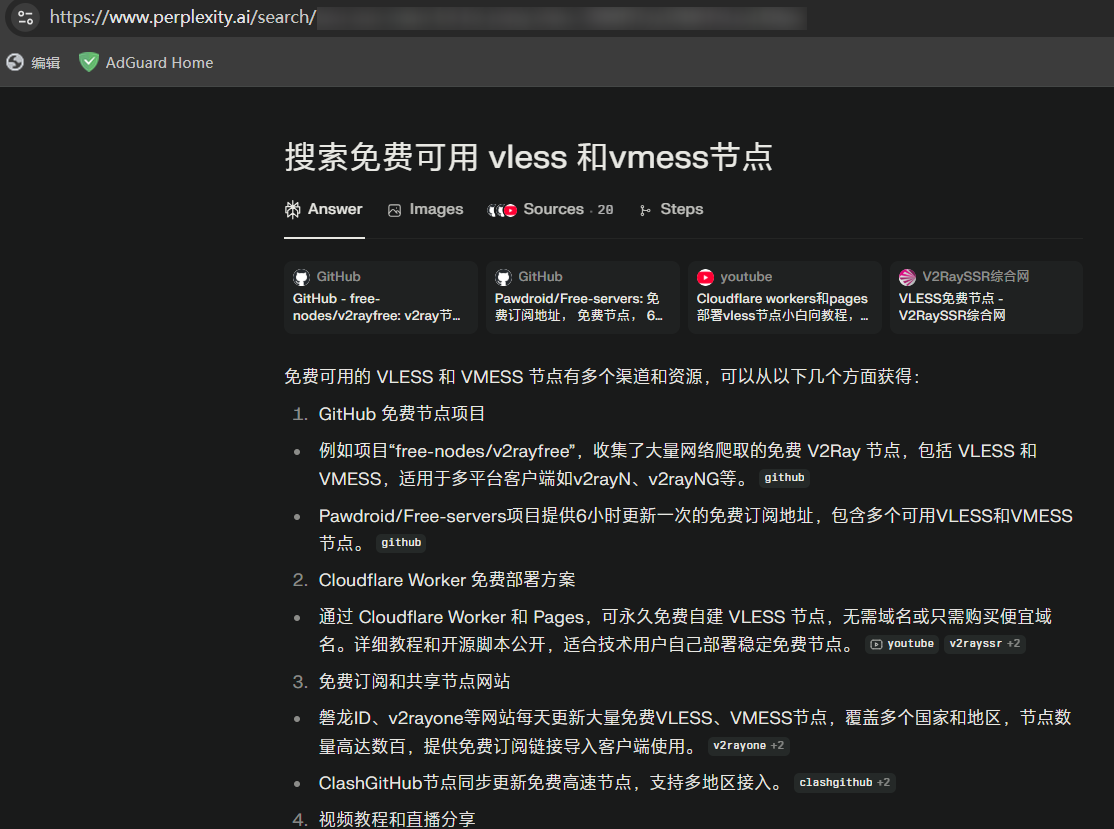 https://www.perplexity.ai/search/
编辑 AdGuard Home
搜索免费可用 vless 和vmess节点
Answer Images Sources · 20 Steps
GitHub
GitHub - free-
nodes/v2rayfree: v2ray节…
GitHub
Pawdroid/Free-servers: 免
费订阅地址， 免费节点， 6…
youtube
Cloudflare workers和pages
部署vless节点小白向教程，…
V2RaySSR综合网
VLESS免费节点 -
V2RaySSR综合网
免费可用的 VLESS 和 VMESS 节点有多个渠道和资源，可以从以下几个方面获得：
1. GitHub 免费节点项目
• 例如项目“free-nodes/v2rayfree”，收集了大量网络爬取的免费 V2Ray 节点，包括 VLESS 和
VMESS，适用于多平台客户端如v2rayN、v2rayNG等。 github
• Pawdroid/Free-servers项目提供6小时更新一次的免费订阅地址，包含多个可用VLESS和VMESS
节点。 github
2. Cloudflare Worker 免费部署方案
• 通过 Cloudflare Worker 和 Pages，可永久免费自建 VLESS 节点，无需域名或只需购买便宜域
名。详细教程和开源脚本公开，适合技术用户自己部署稳定免费节点。 youtube v2rayssr +2
3. 免费订阅和共享节点网站
• 磐龙ID、v2rayone等网站每天更新大量免费VLESS、VMESS节点，覆盖多个国家和地区，节点数
量高达数百，提供免费订阅链接导入客户端使用。 v2rayone +2
• ClashGitHub节点同步更新免费高速节点，支持多地区接入。 clashgithub +2
4. 视频教程和直播分享